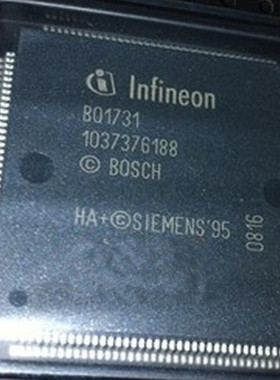 Infineon
B01731
1037376188
© BOSCH
HA+©SIEMENS'95
0816